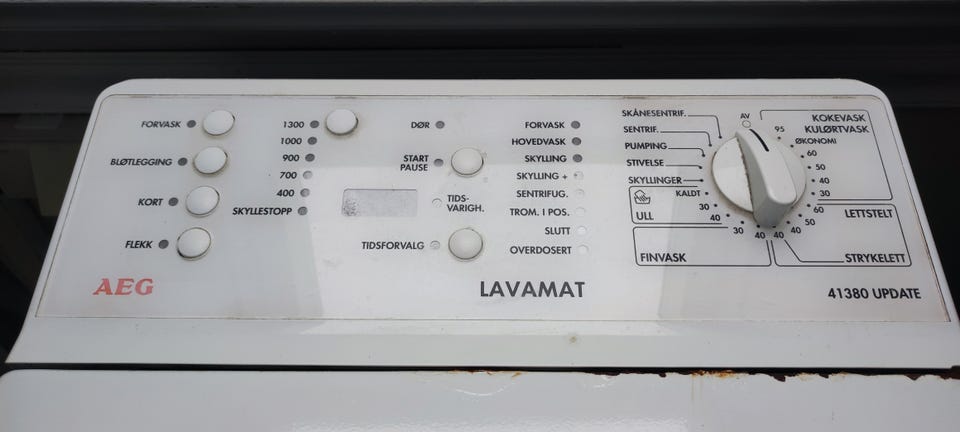 FORVASK
BLØTLEGGING
KORT
FLEKK
AEG
1300
1000
900
700
400
SKYLLESTOPP
DØR
START
PAUSE
TIDS-
VARIGH.
TIDSFORVALG
LAVAMAT
FORVASK
HOVEDVASK
SKYLLING
SKYLLING +
SENTRIFUG.
TROM. I POS.
SLUTT
OVERDOSERT
SKÅNESENTRIF.
SENTRIF.
PUMPING
STIVELSE
SKYLLINGER
KALDT
30
40
ULL
30
40
FINVASK
AV
KOKEVASK
KULØRTVASK
95
ØKONOMI
60
50
40
30
60
50
40
LETTSTELT
40
STRYKELETT
41380 UPDATE